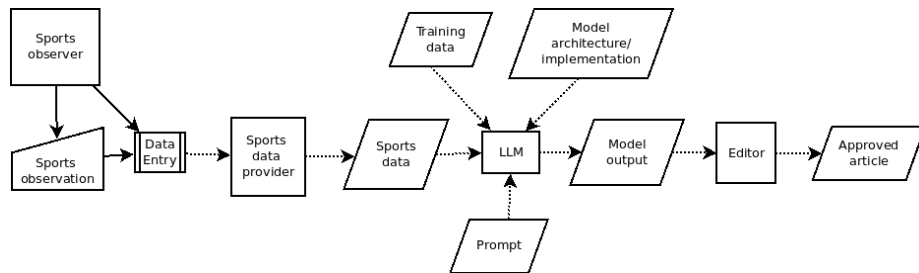 Sports
observer
Training
data
Model
architecture/
implementation
Sports
observation
Data
Entry
Sports
data
provider
Sports
data
LLM
Model
output
Editor
Approved
article
Prompt